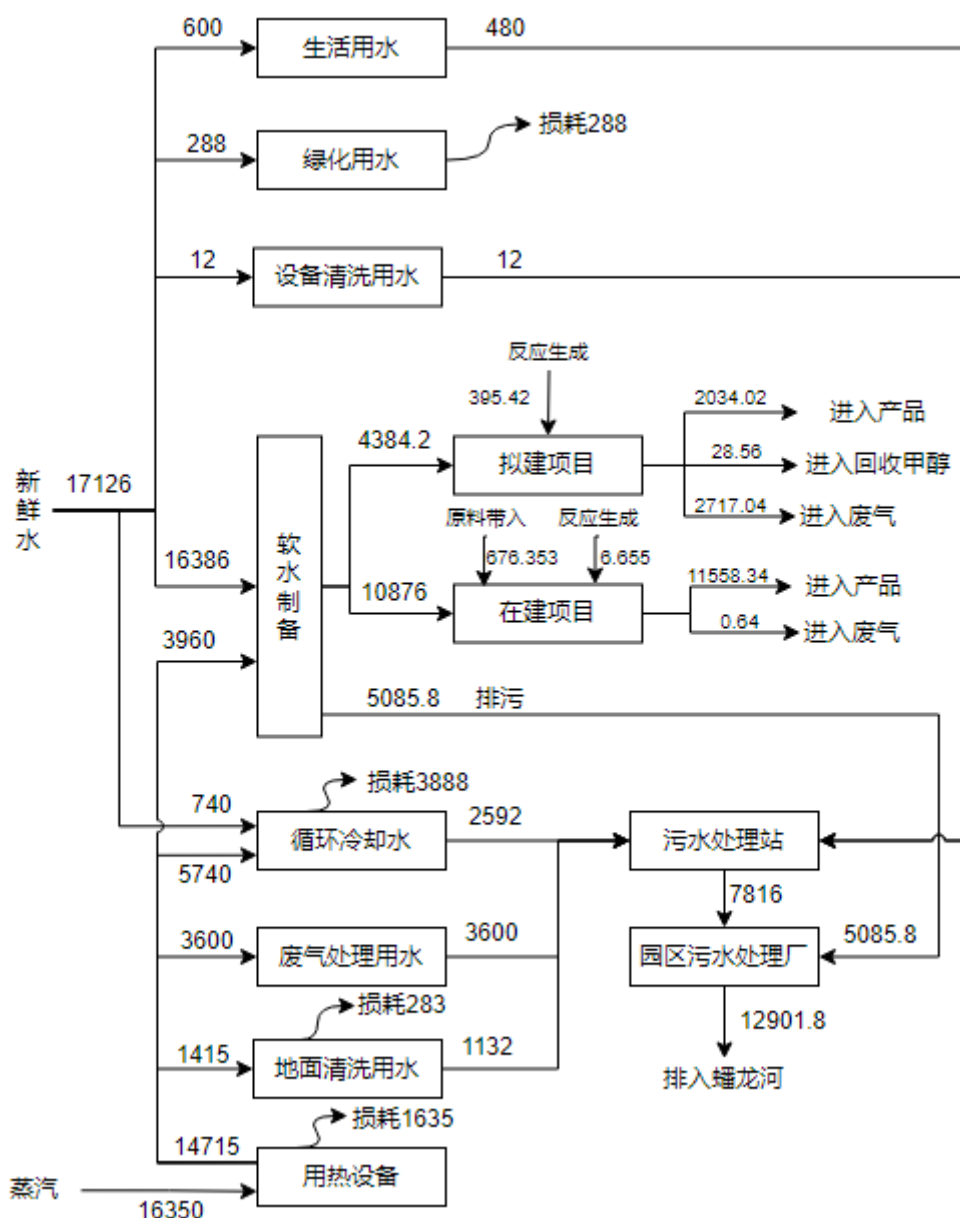 600
生活用水
480
288
绿化用水
损耗288
12
设备清洗用水
12
反应生成
395.42
新鲜水
17126
16386
3960
软水制备
4384.2
拟建项目
2034.02
进入产品
28.56
进入回收甲醇
2717.04
进入废气
原料带入
反应生成
676.353
6.655
10876
在建项目
11558.34
进入产品
0.64
进入废气
5085.8
排污
740
5740
循环冷却水
损耗3888
2592
污水处理站
7816
3600
废气处理用水
3600
园区污水处理厂
5085.8
12901.8
排入蟠龙河
损耗283
1415
地面清洗用水
1132
损耗1635
14715
用热设备
蒸汽
16350